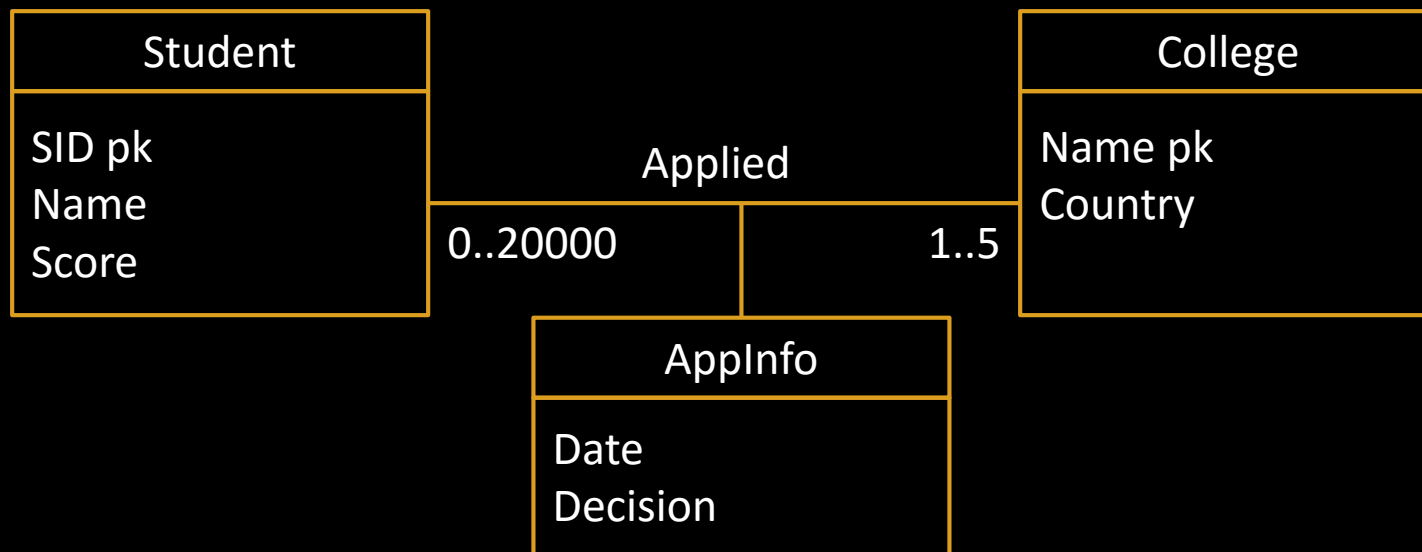 Student
SID pk
Name
Score
Applied
0..20000
1..5
College
Name pk
Country
AppInfo
Date
Decision